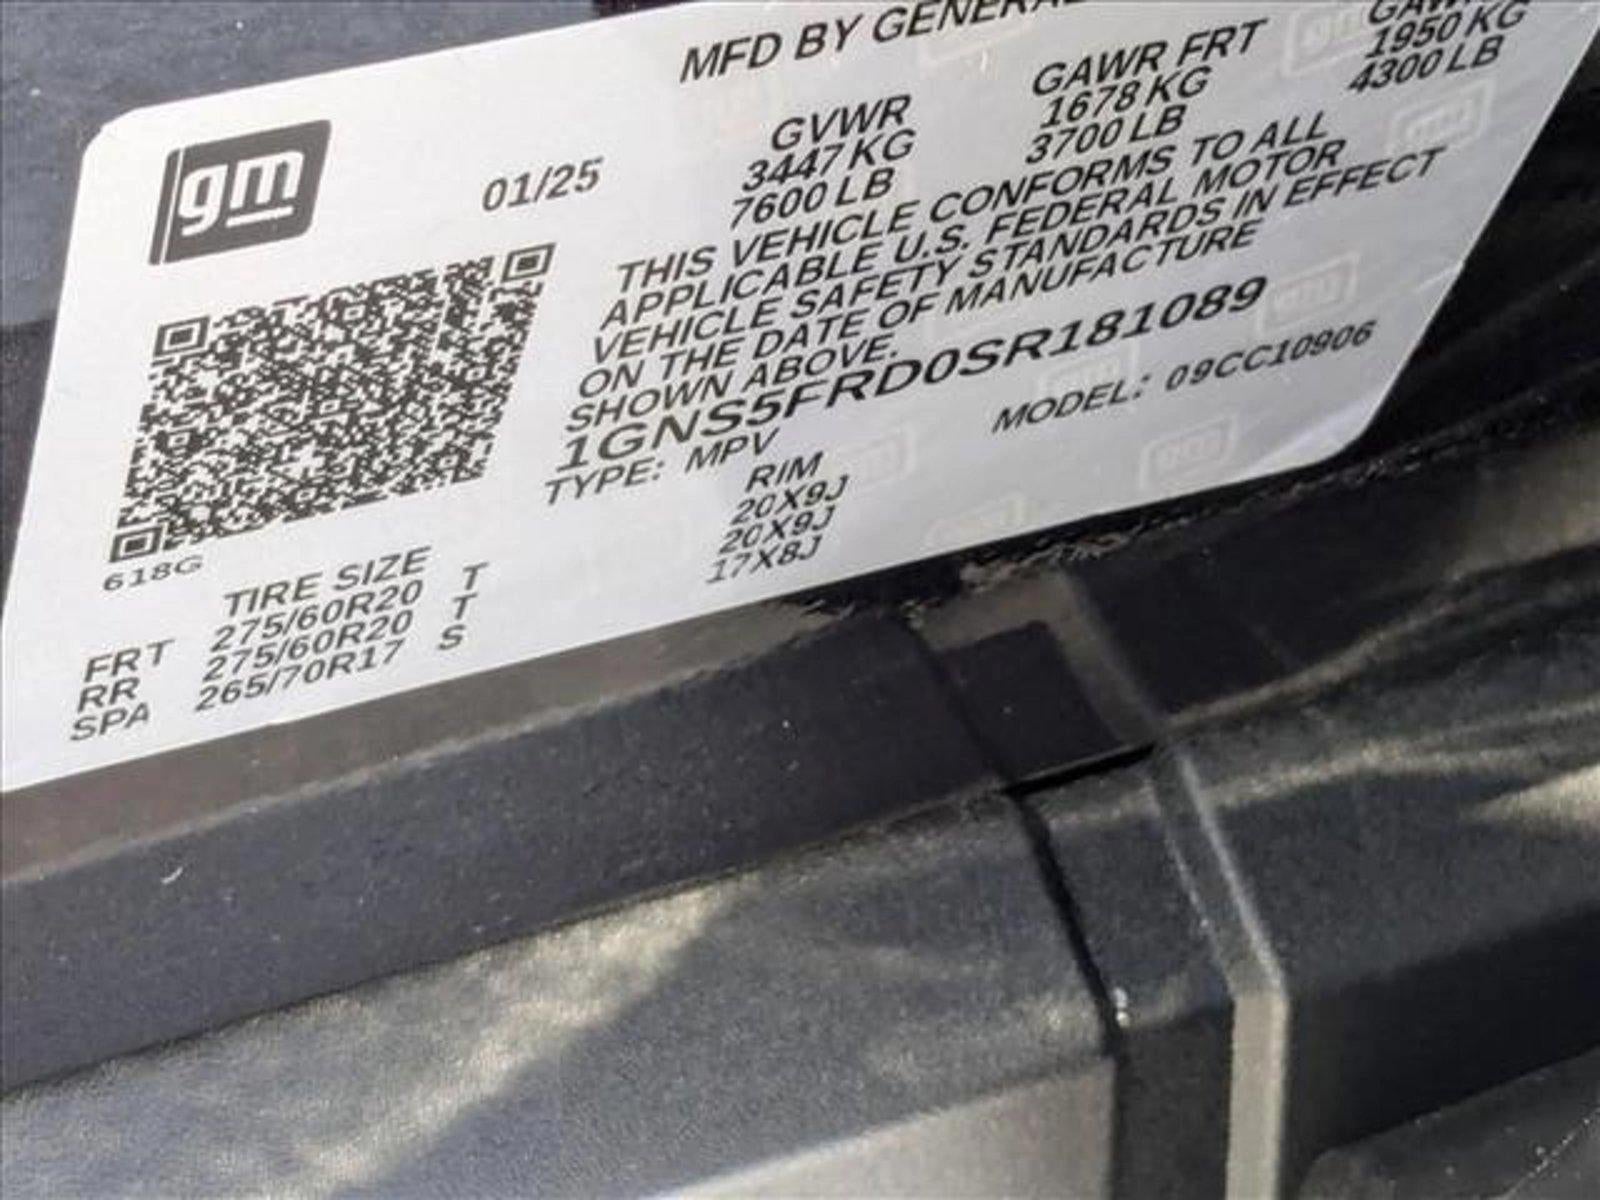 MFD BY GENERAL
gm
01/25
GVWR
3447 KG
7600 LB
GAWR FRT
1678 KG
3700 LB
1950 KG
4300 LB
THIS VEHICLE CONFORMS TO ALL
APPLICABLE U.S. FEDERAL MOTOR
VEHICLE SAFETY STANDARDS IN EFFECT
ON THE DATE OF MANUFACTURE
SHOWN ABOVE.
1GNS5FRD0SR181089
TYPE: MPV
MODEL: 09CC10906
618G
TIRE SIZE RIM
FRT 275/60R20 T 20X9J
RR 275/60R20 T 20X9J
SPA 265/70R17 S 17X8J